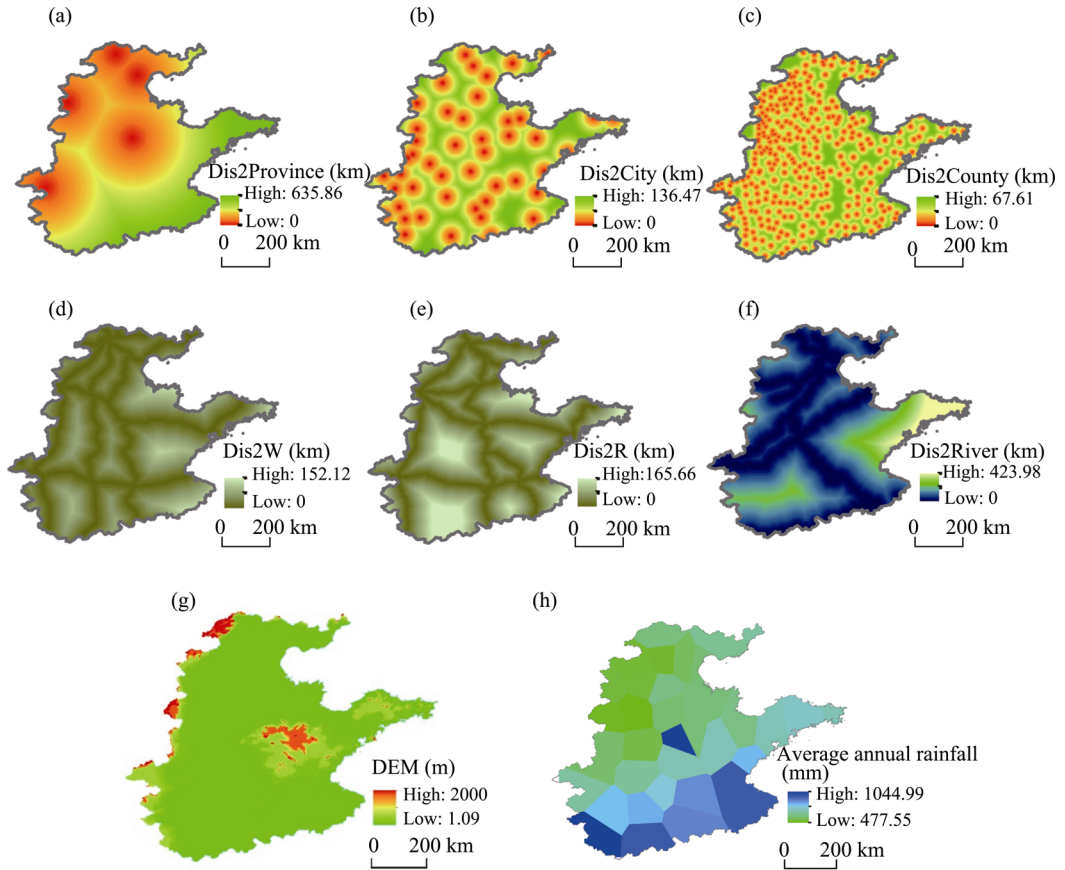 (a)
Dis2Province (km)
High: 635.86
Low: 0
0 200 km
(b)
Dis2City (km)
High: 136.47
Low: 0
0 200 km
(c)
Dis2County (km)
High: 67.61
Low: 0
0 200 km
(d)
Dis2W (km)
High: 152.12
Low: 0
0 200 km
(e)
Dis2R (km)
High:165.66
Low: 0
0 200 km
(f)
Dis2River (km)
High: 423.98
Low: 0
0 200 km
(g)
DEM (m)
High: 2000
Low: 1.09
0 200 km
(h)
Average annual rainfall
(mm)
High: 1044.99
Low: 477.55
0 200 km